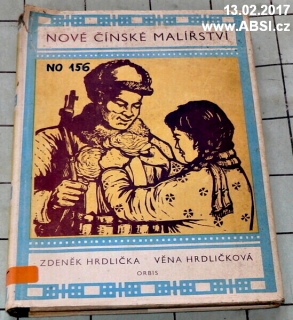 13.02.2017
www.ABSI.cz
NOVÉ ČÍNSKÉ MALÍŘSTVÍ
NO 156
ZDENĚK HRDLIČKA VĚNA HRDLIČKOVÁ
ORBIS